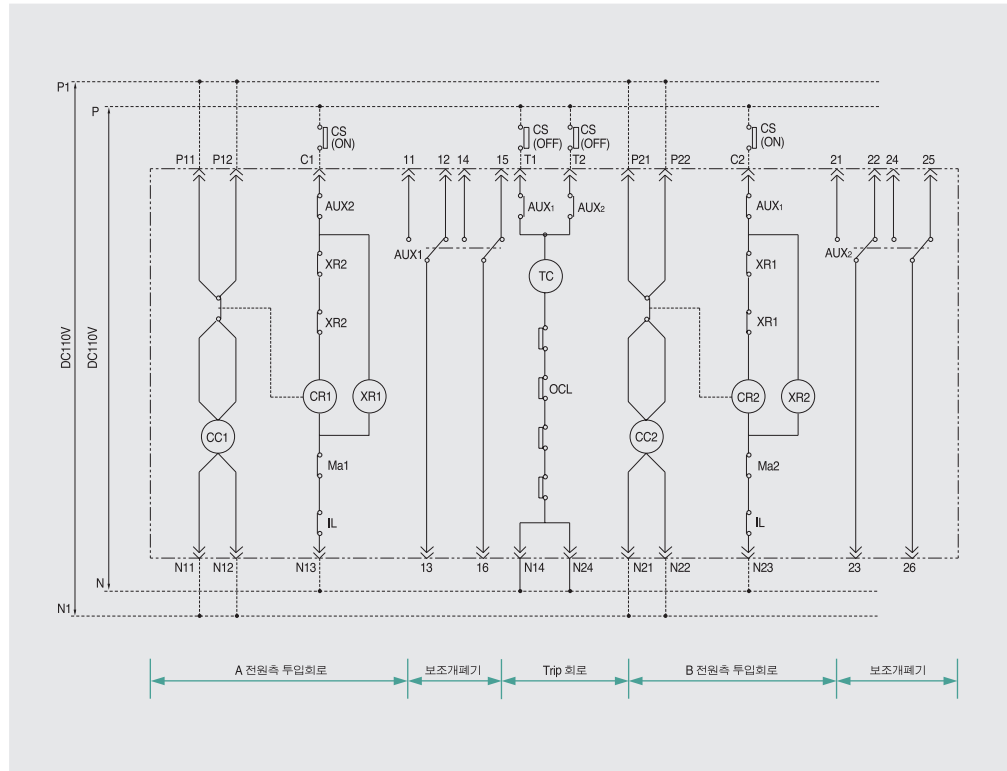 P1
P
CS (ON)
CS (OFF)
CS (OFF)
CS (ON)
P11
P12
C1
11
12
14
15
T1
T2
P21
P22
C2
21
22
24
25
AUX2
AUX1
AUX2
AUX1
AUX1
AUX2
XR2
TC
XR1
XR2
XR1
DC110V
DC110V
OCL
CR1
XR1
CR2
XR2
CC1
CC2
Ma1
Ma2
IL
IL
N11
N12
N13
13
16
N14
N24
N21
N22
N23
23
26
N
N1
A 전원측 투입회로
보조개폐기
Trip 회로
B 전원측 투입회로
보조개폐기